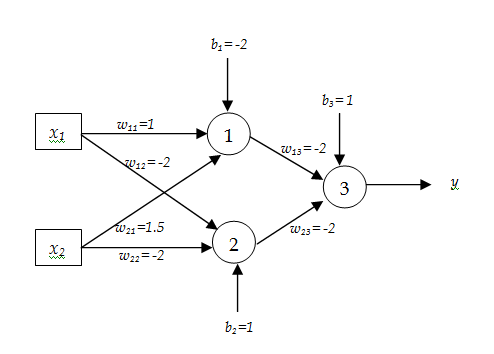 b1= -2
b3= 1
x1
w11=1
1
w13=-2
w12=-2
3
y
w21=1.5
x2
w22=-2
2
w23=-2
b2=1